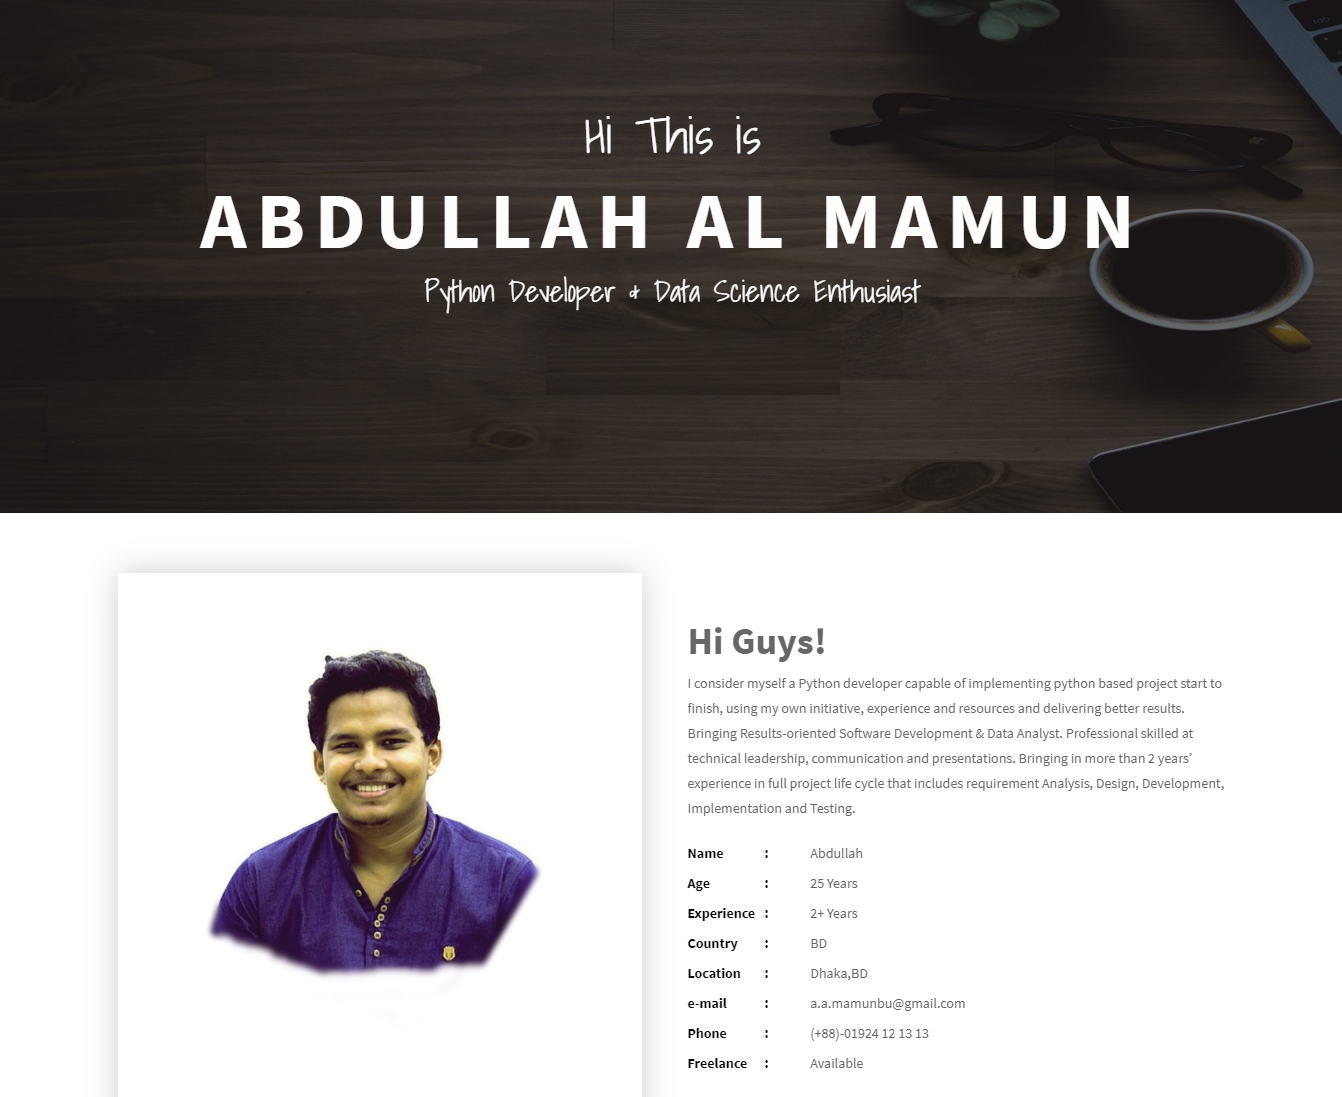 Hi This is
ABDULLAH AL MAMUN
Python Developer & Data Science Enthusiast
Hi Guys!
I consider myself a Python developer capable of implementing python based project start to
finish, using my own initiative, experience and resources and delivering better results.
Bringing Results-oriented Software Development & Data Analyst. Professional skilled at
technical leadership, communication and presentations. Bringing in more than 2 years’
experience in full project life cycle that includes requirement Analysis, Design, Development,
Implementation and Testing.
Name : Abdullah
Age : 25 Years
Experience : 2+ Years
Country : BD
Location : Dhaka,BD
e-mail : a.a.mamunbu@gmail.com
Phone : (+88)-01924 12 13 13
Freelance : Available